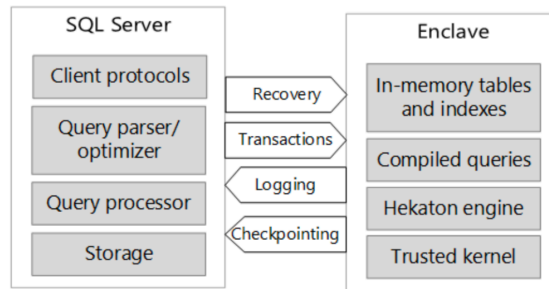 SQL Server
Client protocols
Query parser/
optimizer
Query processor
Storage
Recovery
Transactions
Logging
Checkpointing
Enclave
In-memory tables
and indexes
Compiled queries
Hekaton engine
Trusted kernel